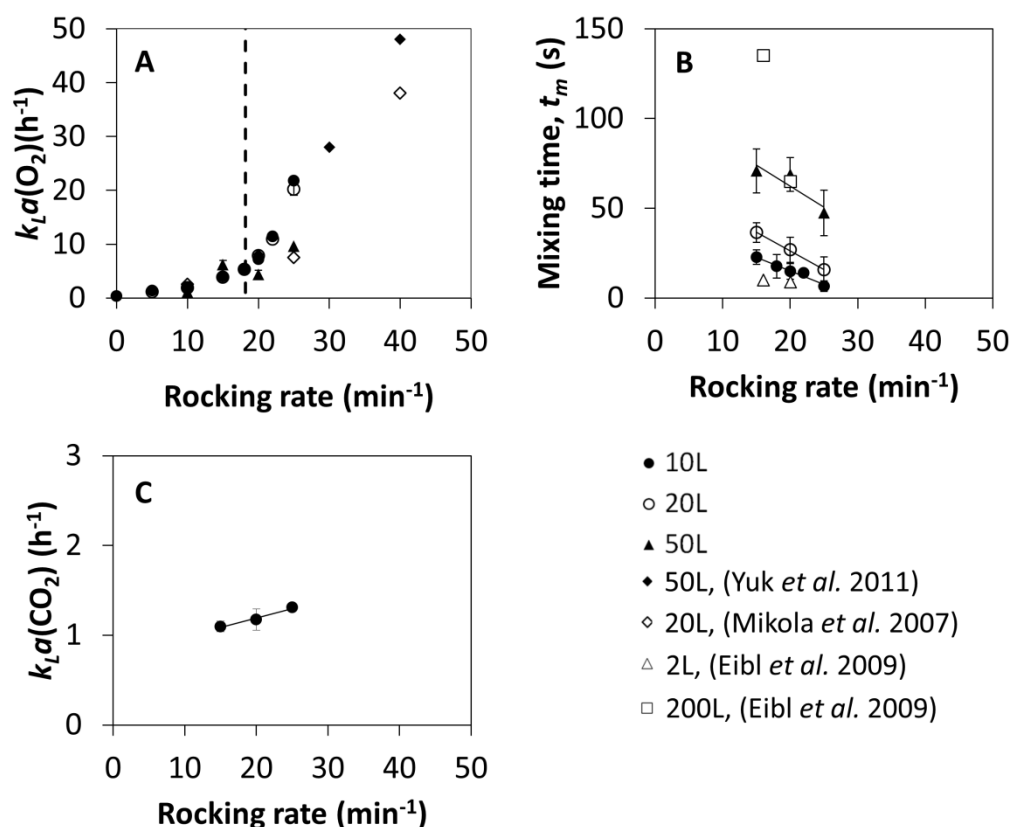 A
50
40
30
20
10
0
k_L a(O₂)(h⁻¹)
0 10 20 30 40 50
Rocking rate (min⁻¹)
B
150
100
50
0
Mixing time, t_m (s)
0 10 20 30 40 50
Rocking rate (min⁻¹)
C
3
2
1
0
k_L a(CO₂) (h⁻¹)
0 10 20 30 40 50
Rocking rate (min⁻¹)
10L
20L
50L
50L, (Yuk et al. 2011)
20L, (Mikola et al. 2007)
2L, (Eibl et al. 2009)
200L, (Eibl et al. 2009)